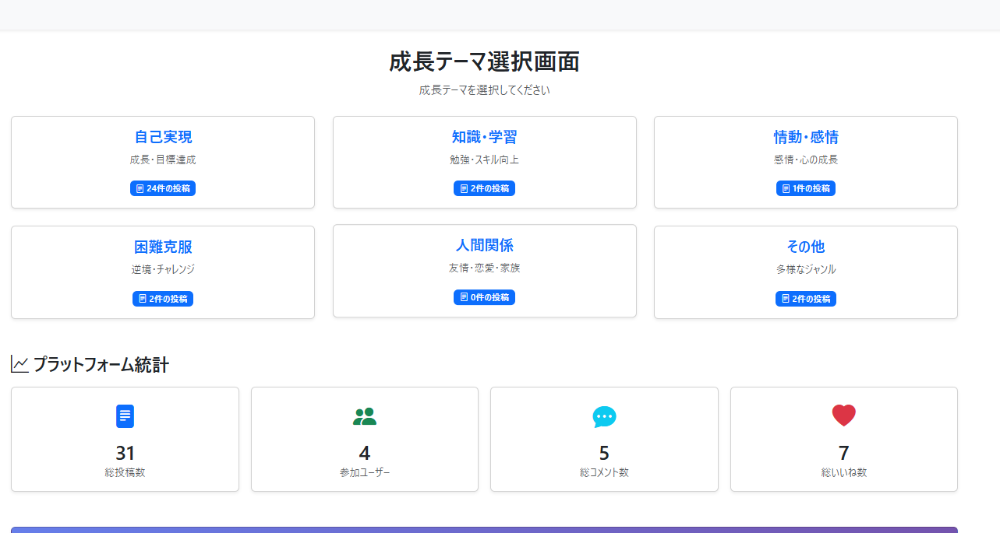 成長テーマ選択画面
成長テーマを選択してください
自己実現
成長・目標達成
24件の投稿
知識・学習
勉強・スキル向上
2件の投稿
情動・感情
感情・心の成長
1件の投稿
困難克服
逆境・チャレンジ
2件の投稿
人間関係
友情・恋愛・家族
0件の投稿
その他
多様なジャンル
2件の投稿
プラットフォーム統計
31
総投稿数
4
参加ユーザー
5
総コメント数
7
総いいね数